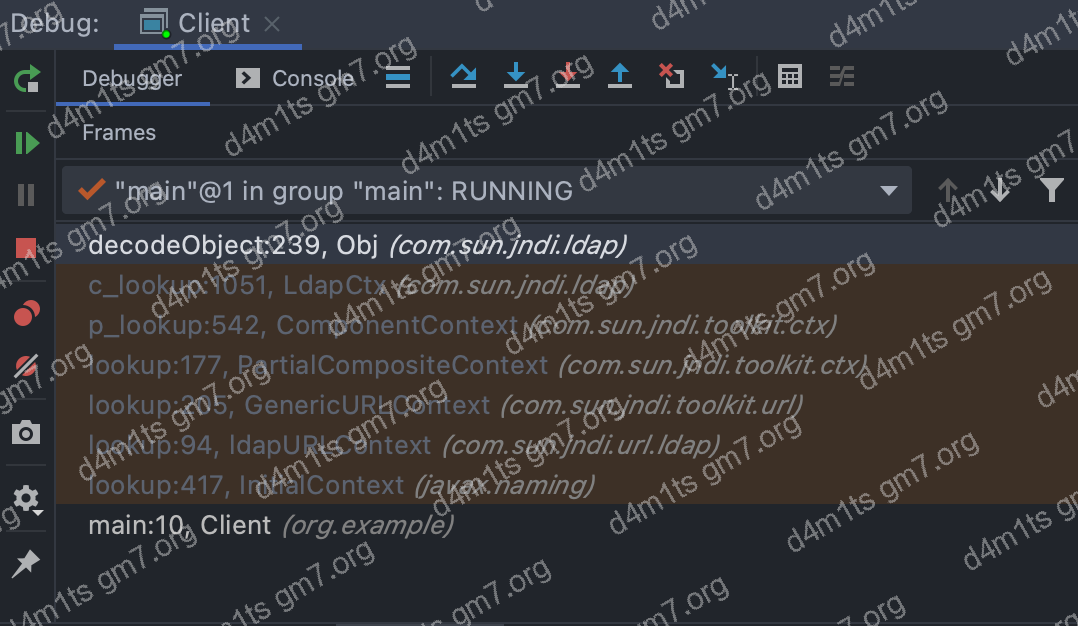 Debug: Client
Debugger Console
Frames
"main"@1 in group "main": RUNNING
decodeObject:239, Obj (com.sun.jndi.ldap)
c_lookup:1051, LdapCtx (com.sun.jndi.ldap)
p_lookup:542, ComponentContext (com.sun.jndi.toolkit.ctx)
lookup:177, PartialCompositeContext (com.sun.jndi.toolkit.ctx)
lookup:205, GenericURLContext (com.sun.jndi.toolkit.url)
lookup:94, ldapURLContext (com.sun.jndi.url.ldap)
lookup:417, InitialContext (javax.naming)
main:10, Client (org.example)
d4m1ts gm7.org